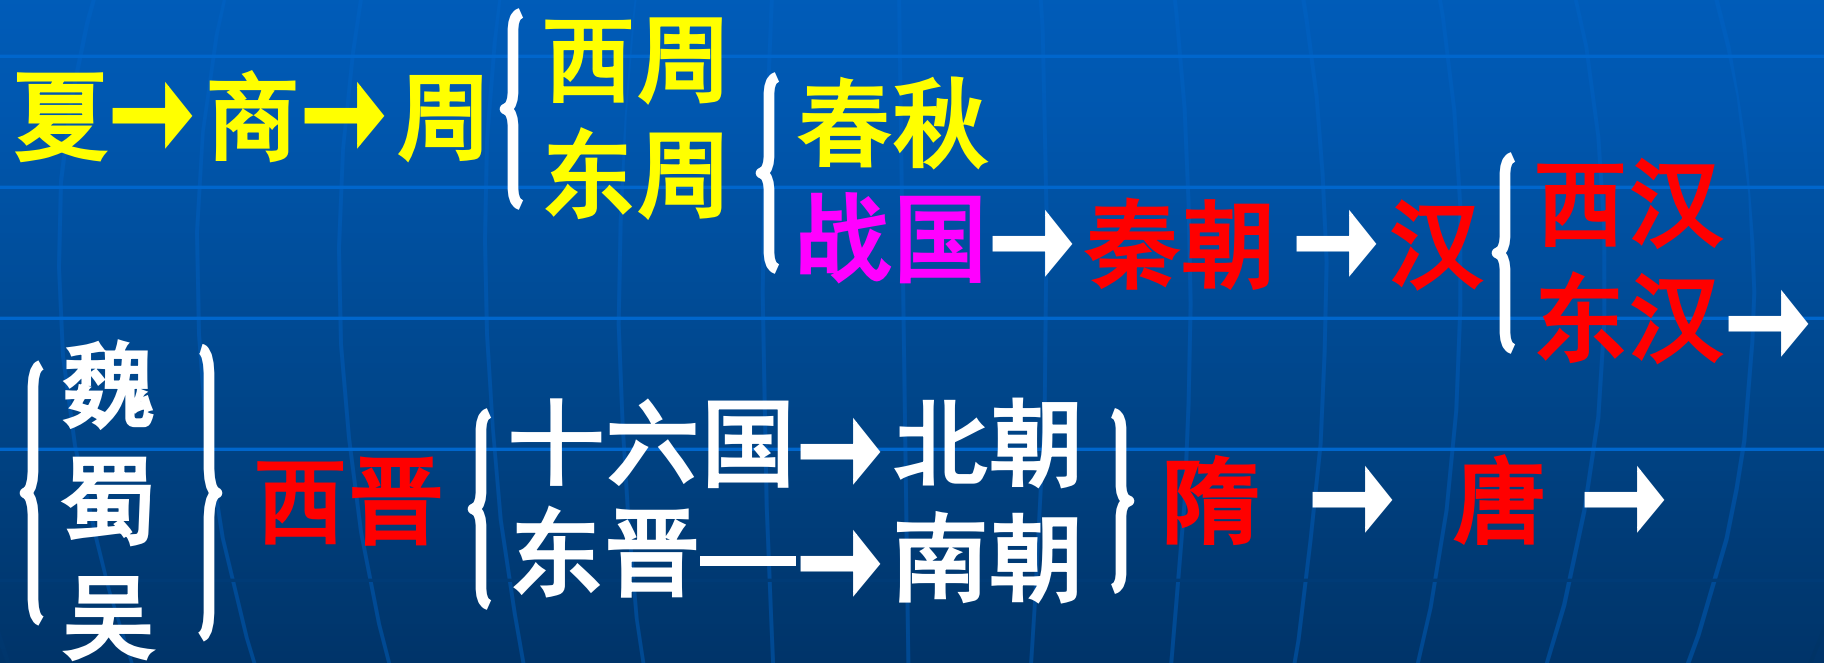 夏→商→周
西周
东周
春秋
战国→秦朝→汉
西汉
东汉→
魏
蜀
吴
西晋
十六国→北朝
东晋—→南朝
隋→唐→